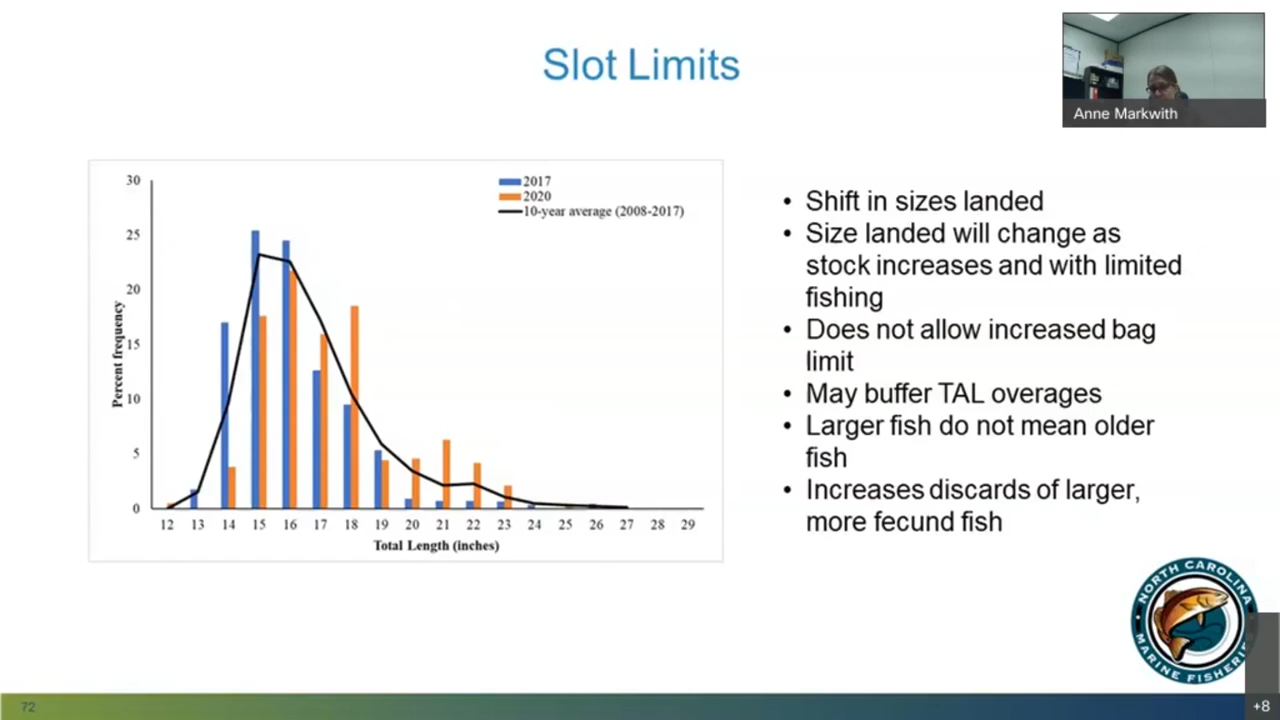 Slot Limits
Anne Markwith
30
25
20
15
10
5
0
Percent frequency
2017
2020
10-year average (2008-2017)
12 13 14 15 16 17 18 19 20 21 22 23 24 25 26 27 28 29
Total Length (inches)
• Shift in sizes landed
• Size landed will change as
stock increases and with limited
fishing
• Does not allow increased bag
limit
• May buffer TAL overages
• Larger fish do not mean older
fish
• Increases discards of larger,
more fecund fish
NORTH CAROLINA
MARINE FISHERIES
72
+8